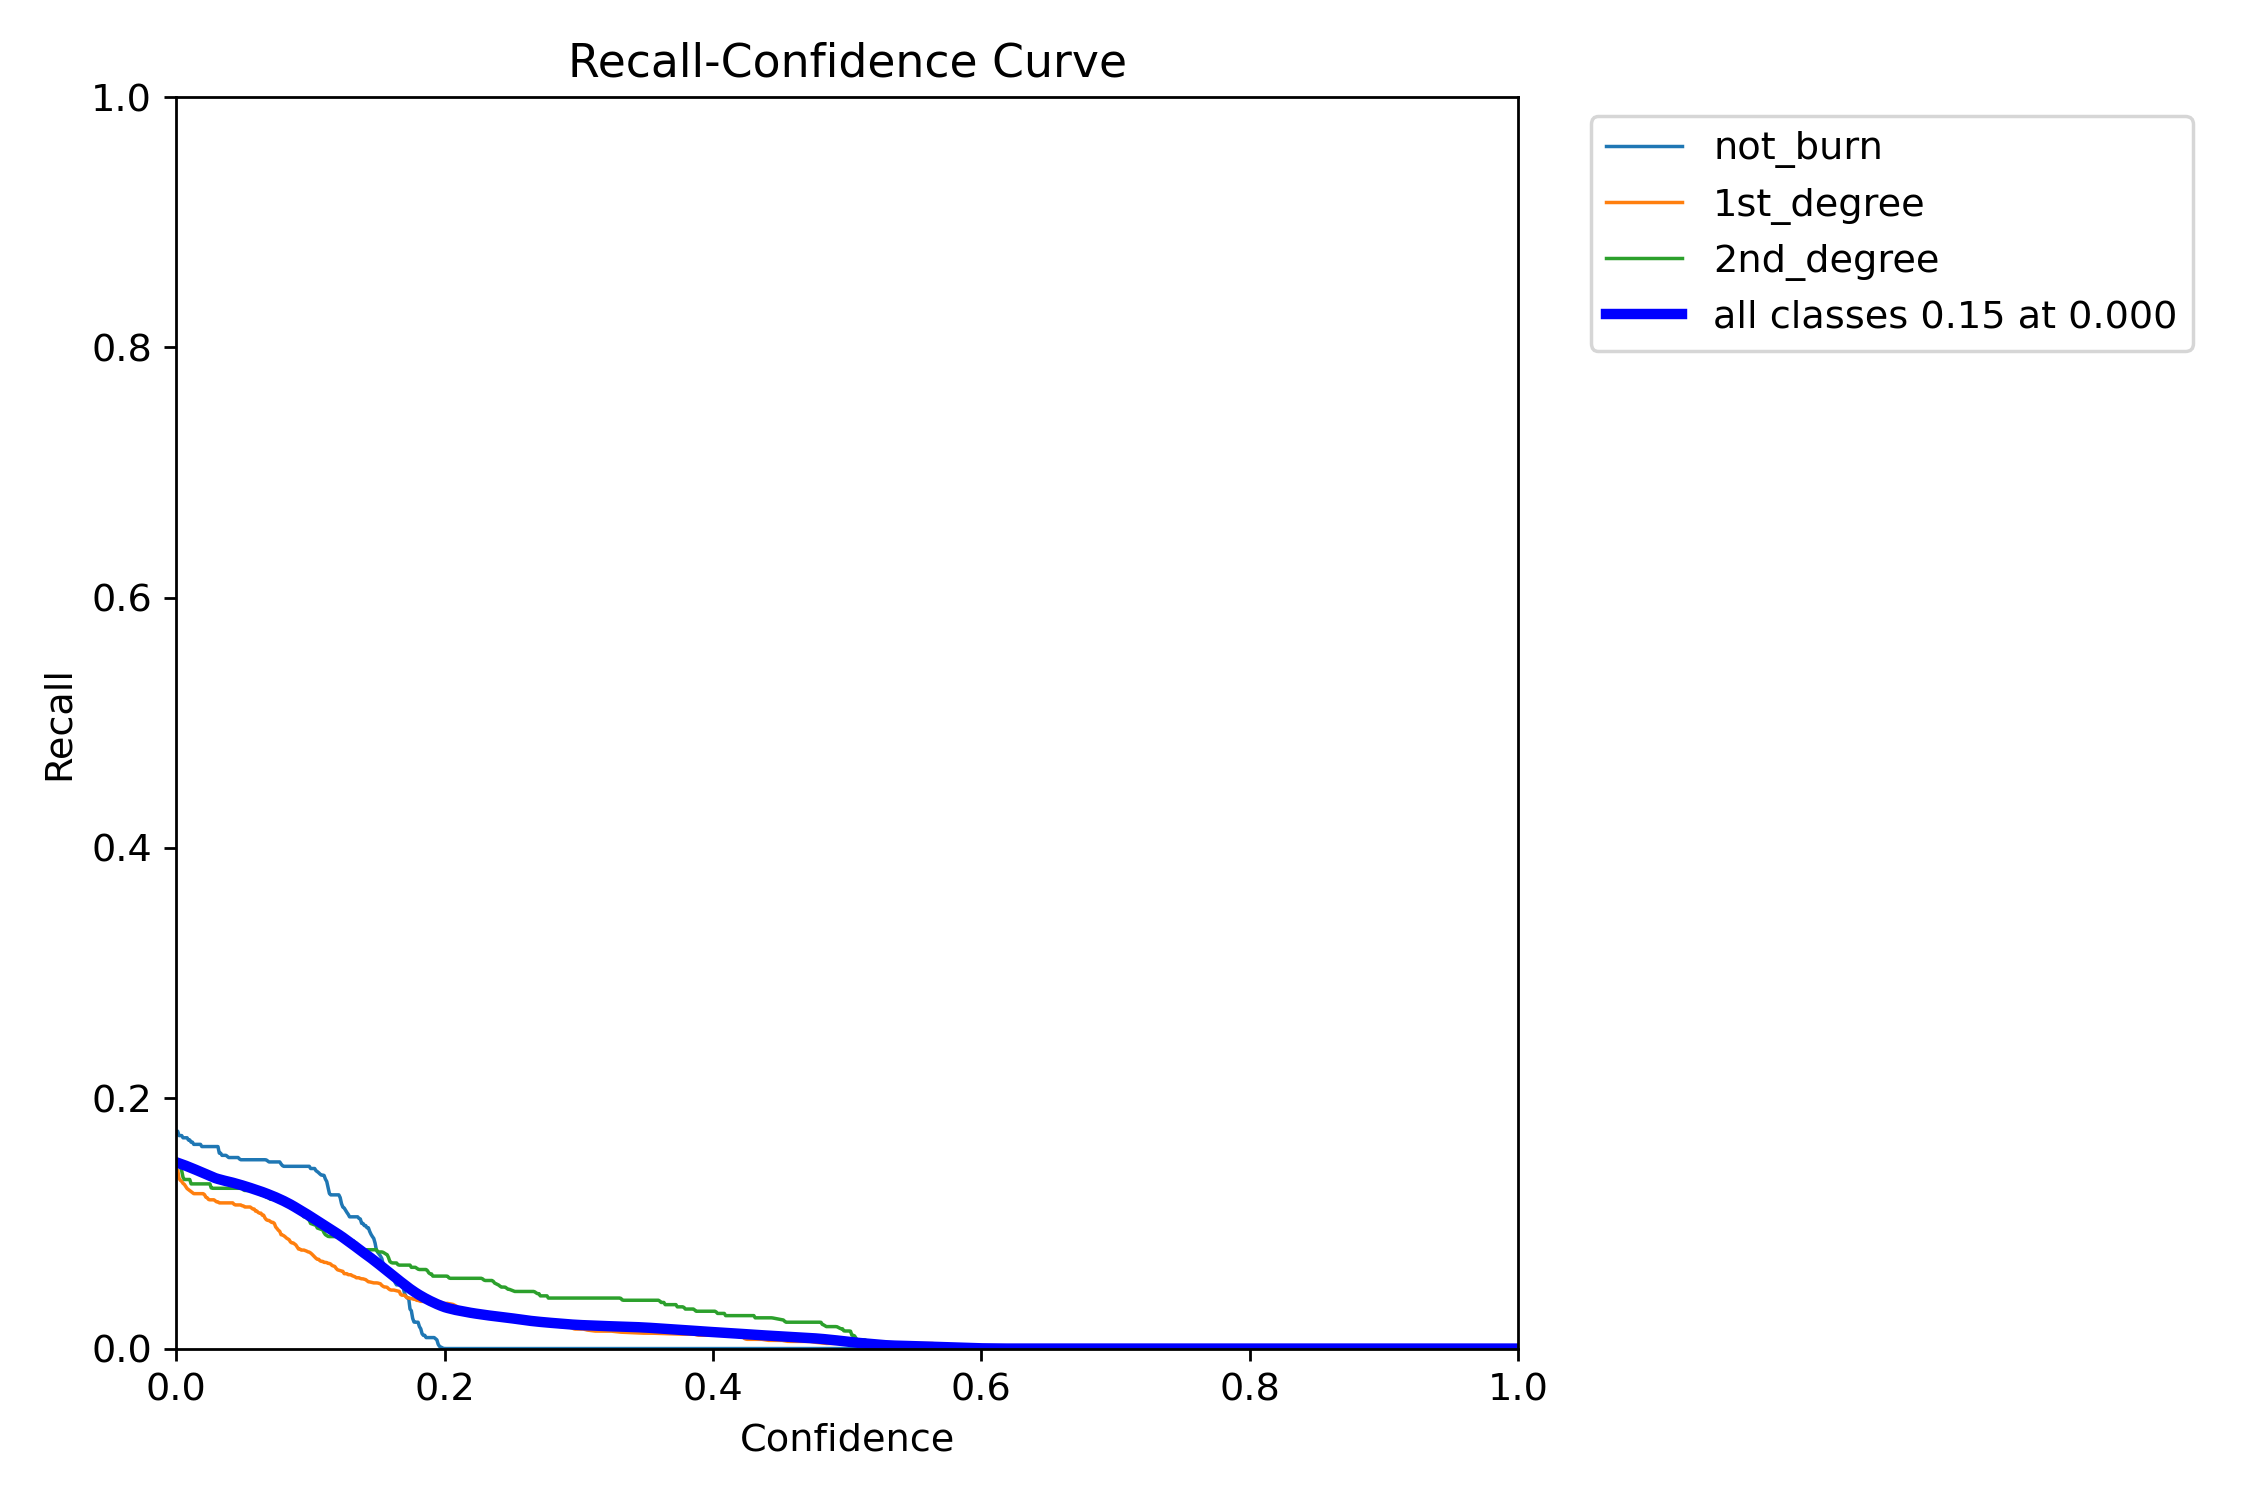 Recall-Confidence Curve
1.0
0.8
0.6
0.4
0.2
0.0
Recall
0.0 0.2 0.4 0.6 0.8 1.0
Confidence
not_burn
1st_degree
2nd_degree
all classes 0.15 at 0.000